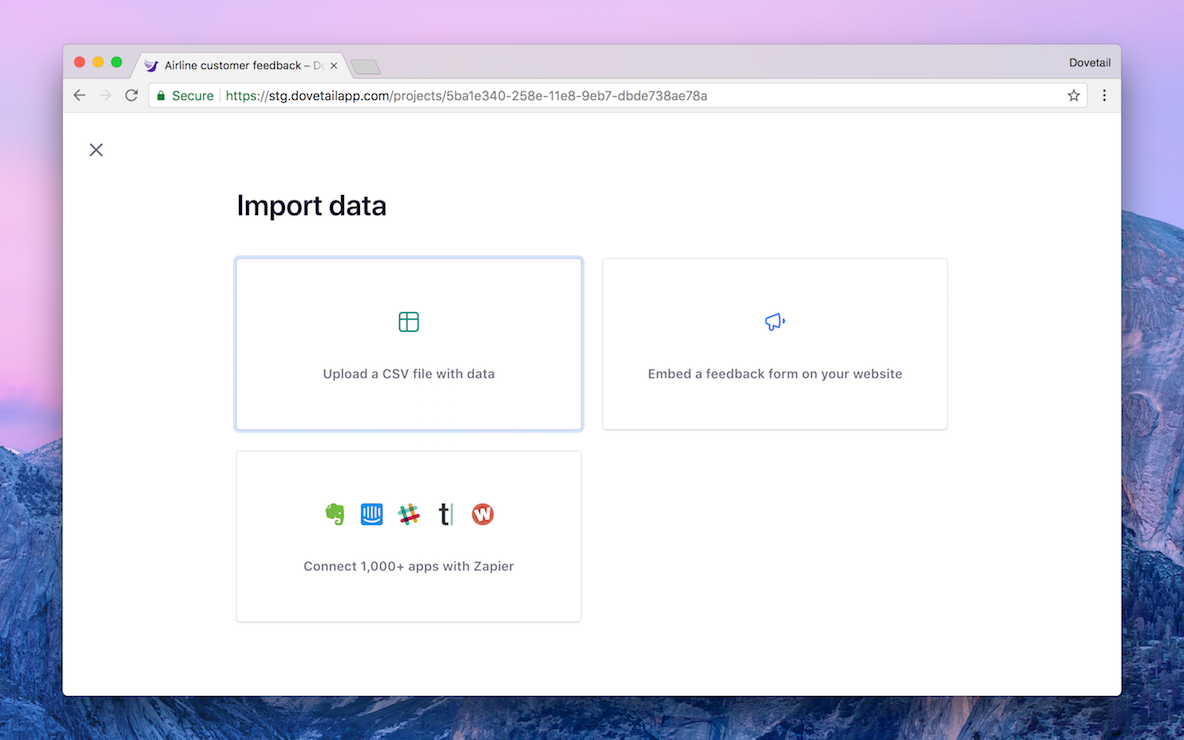 Airline customer feedback – Do
Dovetail
Secure
https://stg.dovetailapp.com/projects/5ba1e340-258e-11e8-9eb7-dbde738ae78a
Import data
Upload a CSV file with data
Embed a feedback form on your website
t
W
Connect 1,000+ apps with Zapier